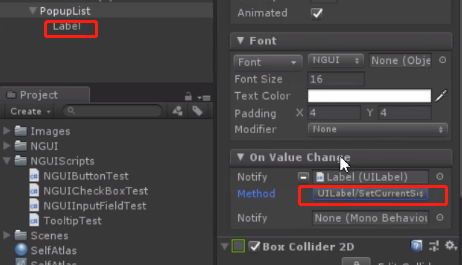 PopupList
Label
Project
Create
Images
NGUI
NGUIScripts
NGUIButtonTest
NGUICheckBoxTest
NGUIInputFieldTest
TooltipTest
Scenes
SelfAtlas
SelfAtlas
Animated
Font
Font NGUI None (Obje
Font Size 16
Text Color
Padding X 4 Y 4
Modifier None
On Value Change
Notify Label (UILabel)
Method UILabel/SetCurrentSe
Notify None (Mono Behaviou
Box Collider 2D